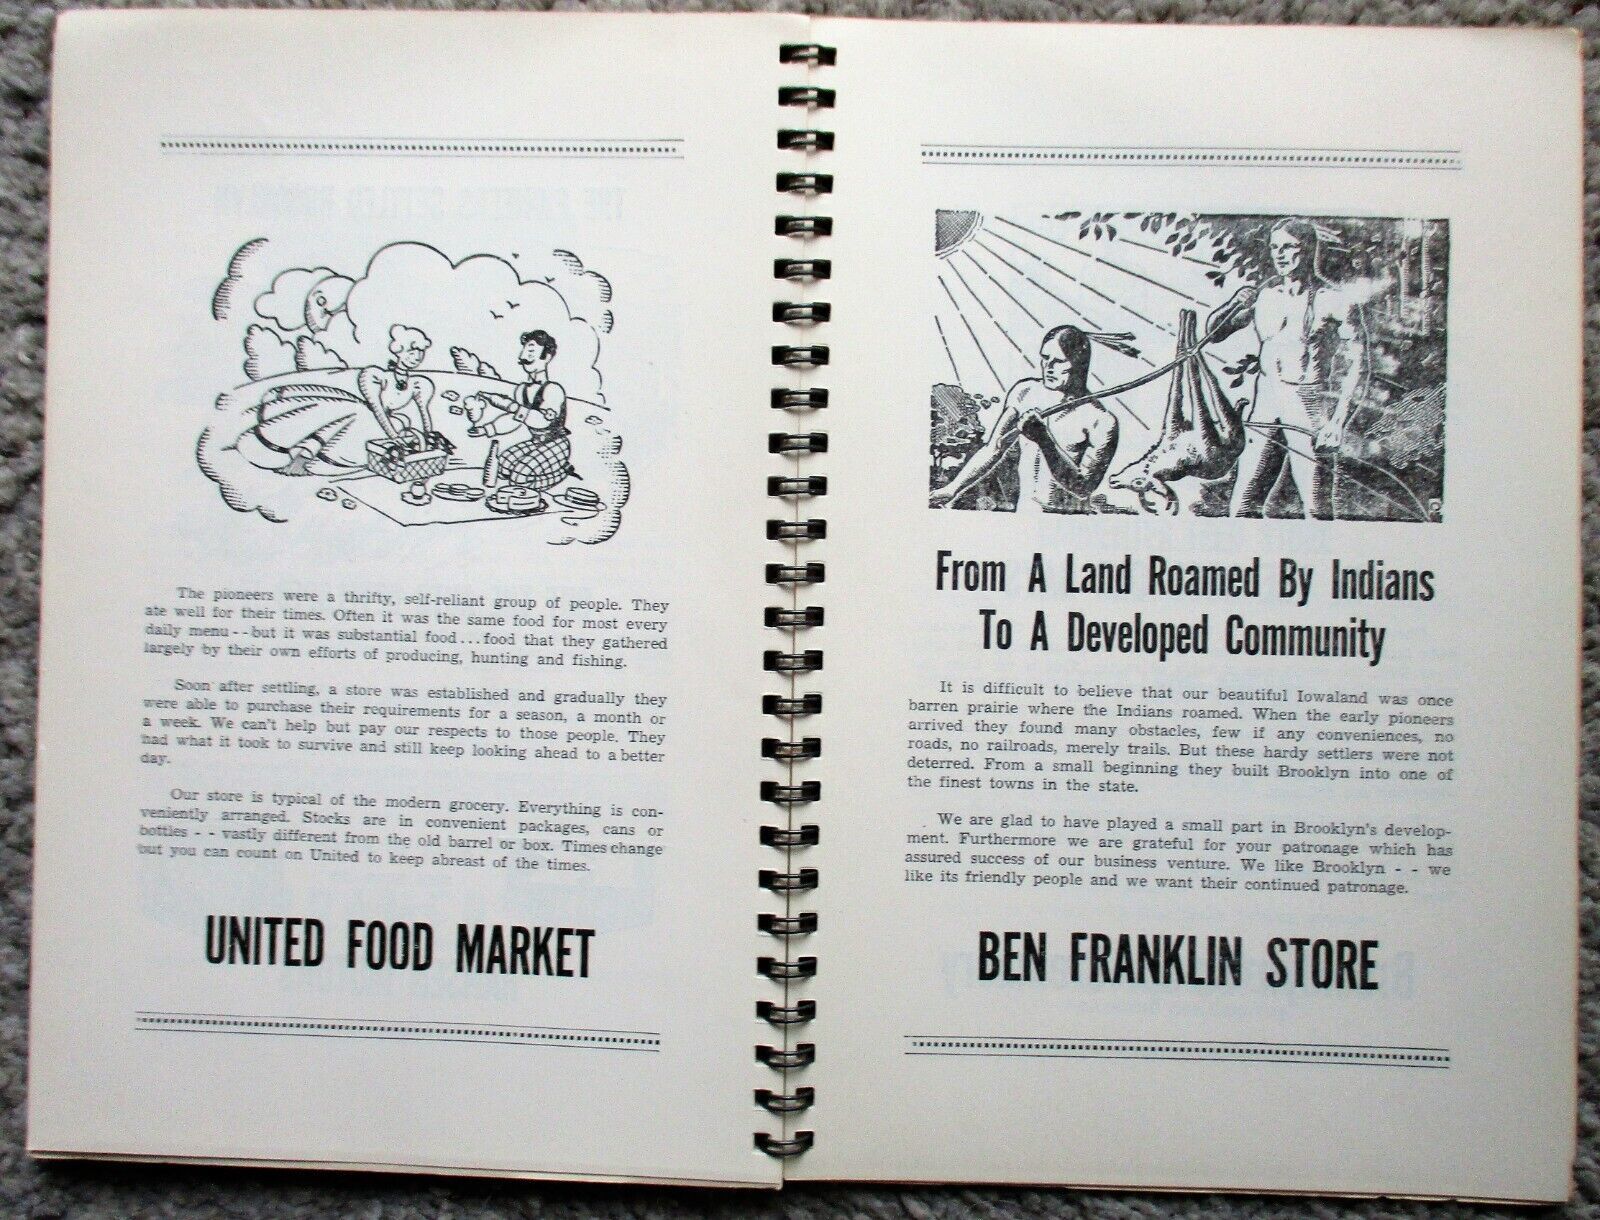 The pioneers were a thrifty, self-reliant group of people. They
ate well for their times. Often it was the same food for most every
daily menu - - but it was substantial food . . . food that they gathered
largely by their own efforts of producing, hunting and fishing.
Soon after settling, a store was established and gradually they
were able to purchase their requirements for a season, a month or
a week. We can't help but pay our respects to those people. They
had what it took to survive and still keep looking ahead to a better
day.
Our store is typical of the modern grocery. Everything is con-
veniently arranged. Stocks are in convenient packages, cans or
bottles - - vastly different from the old barrel or box. Times change
but you can count on United to keep abreast of the times.
UNITED FOOD MARKET
From A Land Roamed By Indians
To A Developed Community
It is difficult to believe that our beautiful Iowaland was once
barren prairie where the Indians roamed. When the early pioneers
arrived they found many obstacles, few if any conveniences, no
roads, no railroads, merely trails. But these hardy settlers were not
deterred. From a small beginning they built Brooklyn into one of
the finest towns in the state.
We are glad to have played a small part in Brooklyn's develop-
ment. Furthermore we are grateful for your patronage which has
assured success of our business venture. We like Brooklyn - - we
like its friendly people and we want their continued patronage.
BEN FRANKLIN STORE